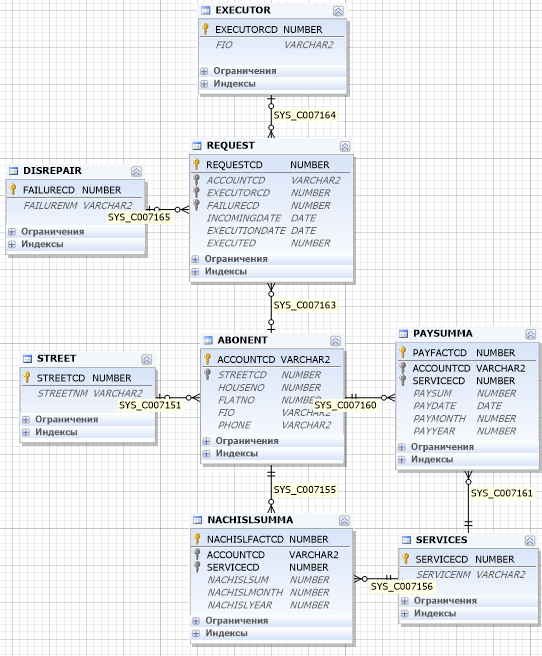 EXECUTOR
EXECUTORCD NUMBER
FIO VARCHAR2
Ограничения
Индексы
SYS_C007164
REQUEST
REQUESTCD NUMBER
ACCOUNTCD VARCHAR2
EXECUTORCD NUMBER
FAILURECD NUMBER
INCOMINGDATE DATE
EXECUTIONDATE DATE
EXECUTED NUMBER
Ограничения
Индексы
DISREPAIR
FAILURECD NUMBER
FAILURENM VARCHAR2
Ограничения
Индексы
SYS_C007165
SYS_C007163
ABONENT
ACCOUNTCD VARCHAR2
STREETCD NUMBER
HOUSENO NUMBER
FLATNO NUMBER
FIO VARCHAR2
PHONE VARCHAR2
Ограничения
Индексы
STREET
STREETCD NUMBER
STREETNM VARCHAR2
Ограничения
Индексы
SYS_C007151
SYS_C007160
PAYSUMMA
PAYFACTCD NUMBER
ACCOUNTCD VARCHAR2
SERVICECD NUMBER
PAYSUM NUMBER
PAYDATE DATE
PAYMONTH NUMBER
PAYYEAR NUMBER
Ограничения
Индексы
SYS_C007155
SYS_C007161
NACHISLSUMMA
NACHISLFACTCD NUMBER
ACCOUNTCD VARCHAR2
SERVICECD NUMBER
NACHISLSUM NUMBER
NACHISLMONTH NUMBER
NACHISLYEAR NUMBER
Ограничения
Индексы
SERVICES
SERVICECD NUMBER
SERVICENM VARCHAR2
Ограничения
Индексы
SYS_C007156